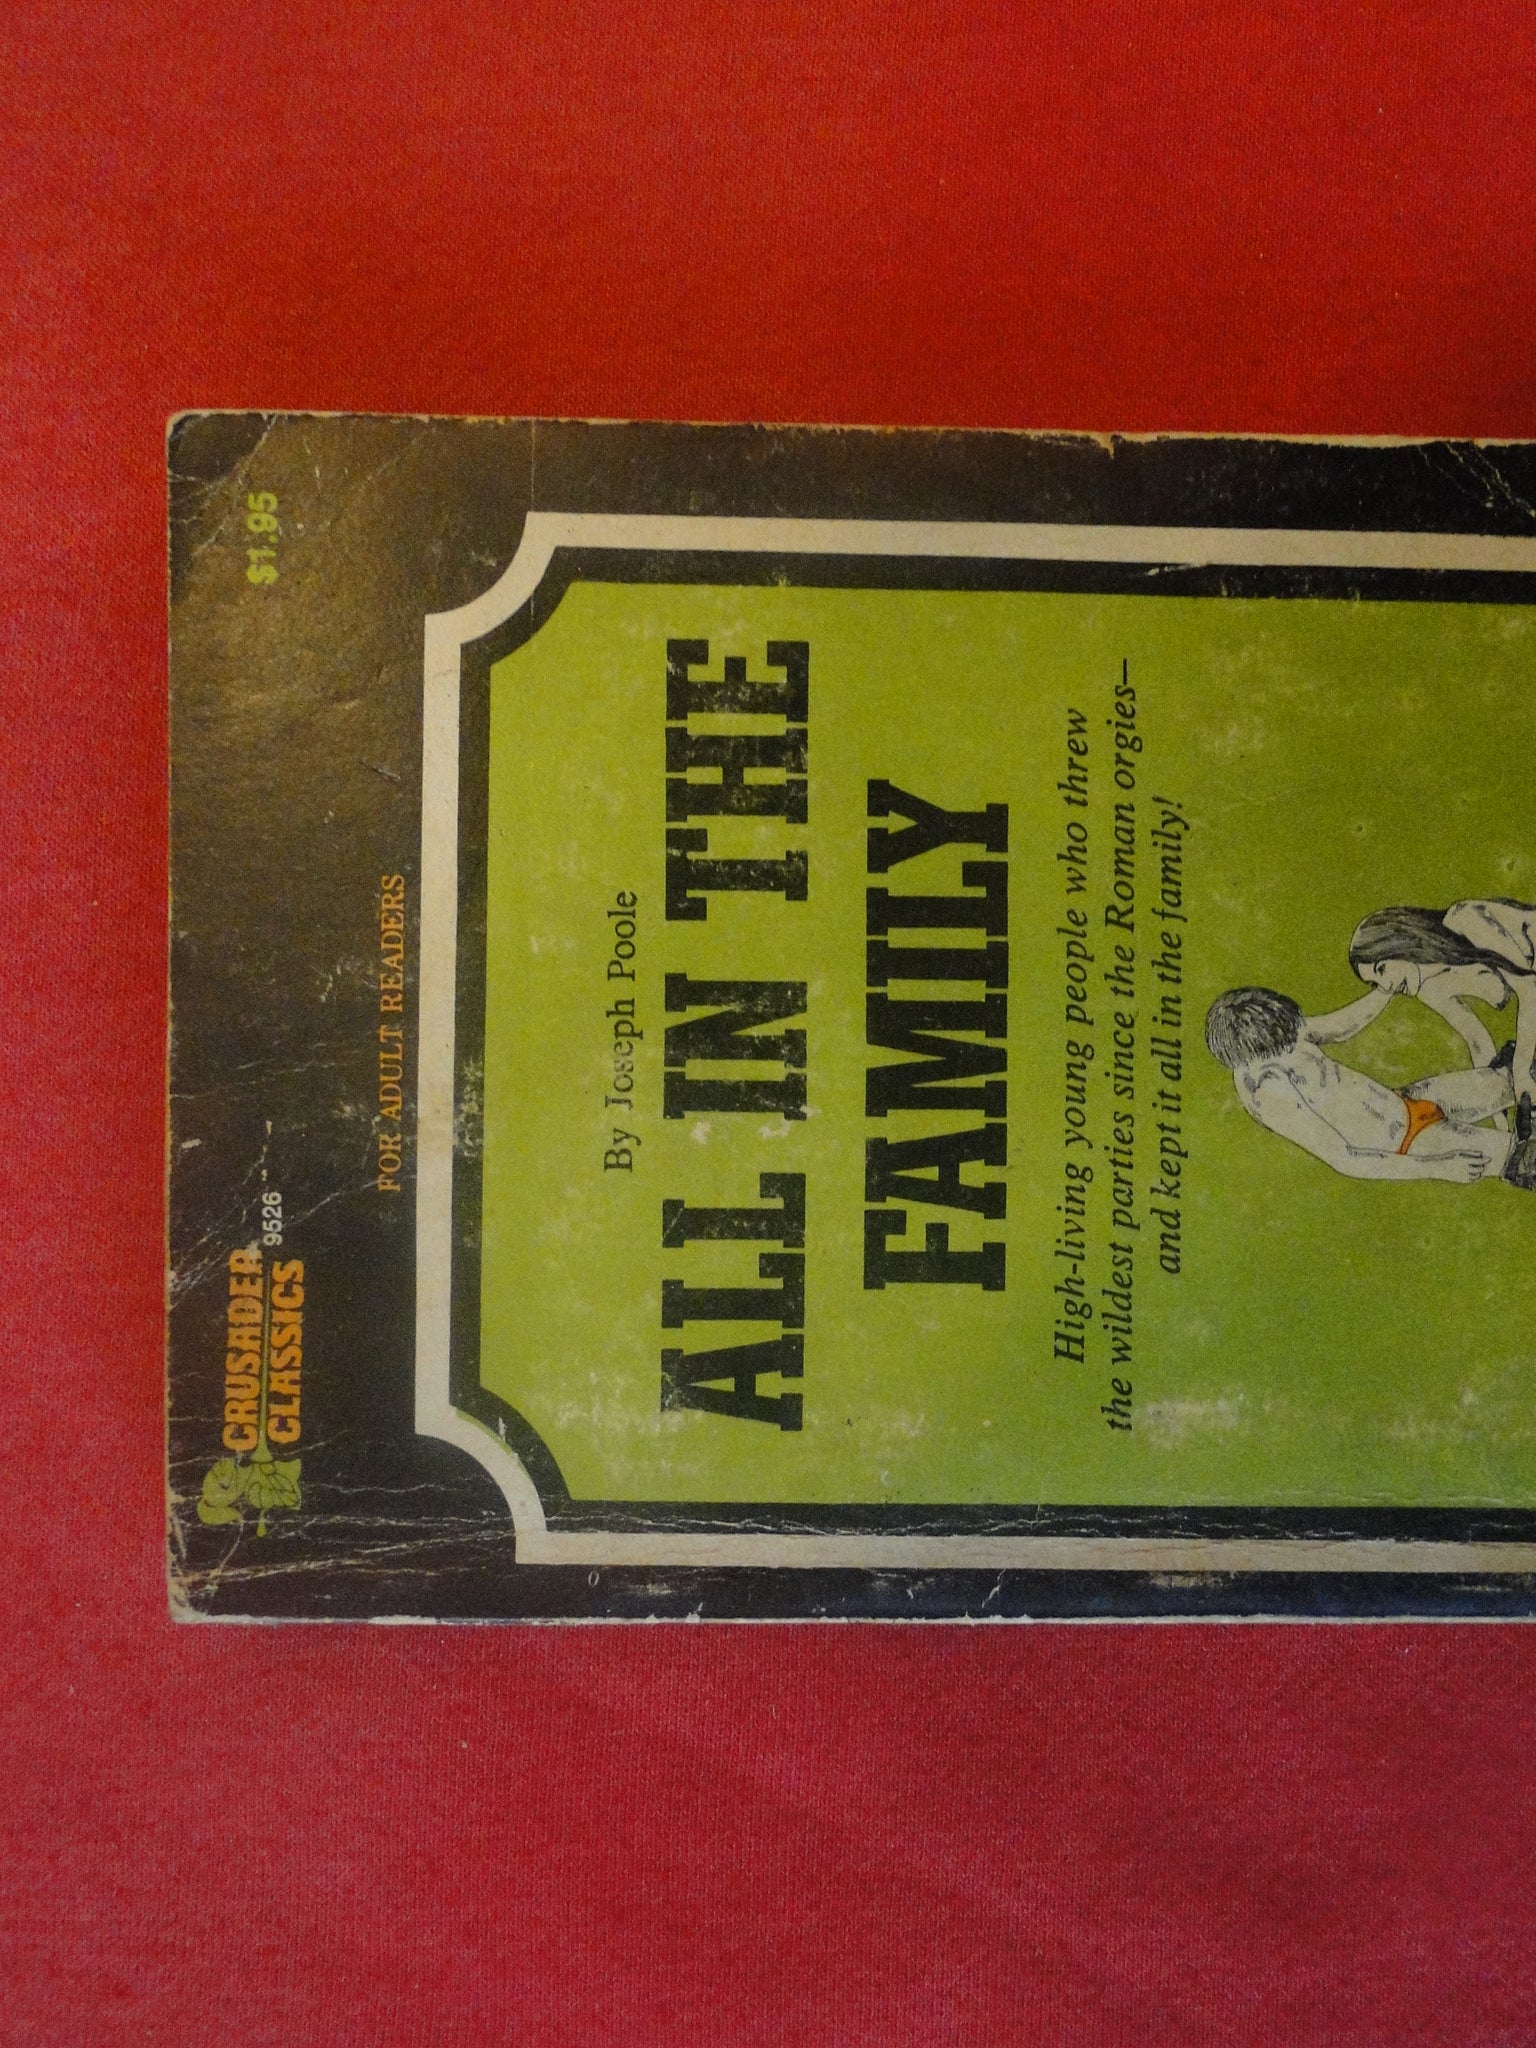 CRUSADER
CLASSICS
9526
$1.95
FOR ADULT READERS
By Joseph Poole
ALL IN THE
FAMILY
High-living young people who threw
the wildest parties since the Roman orgies–
and kept it all in the family!